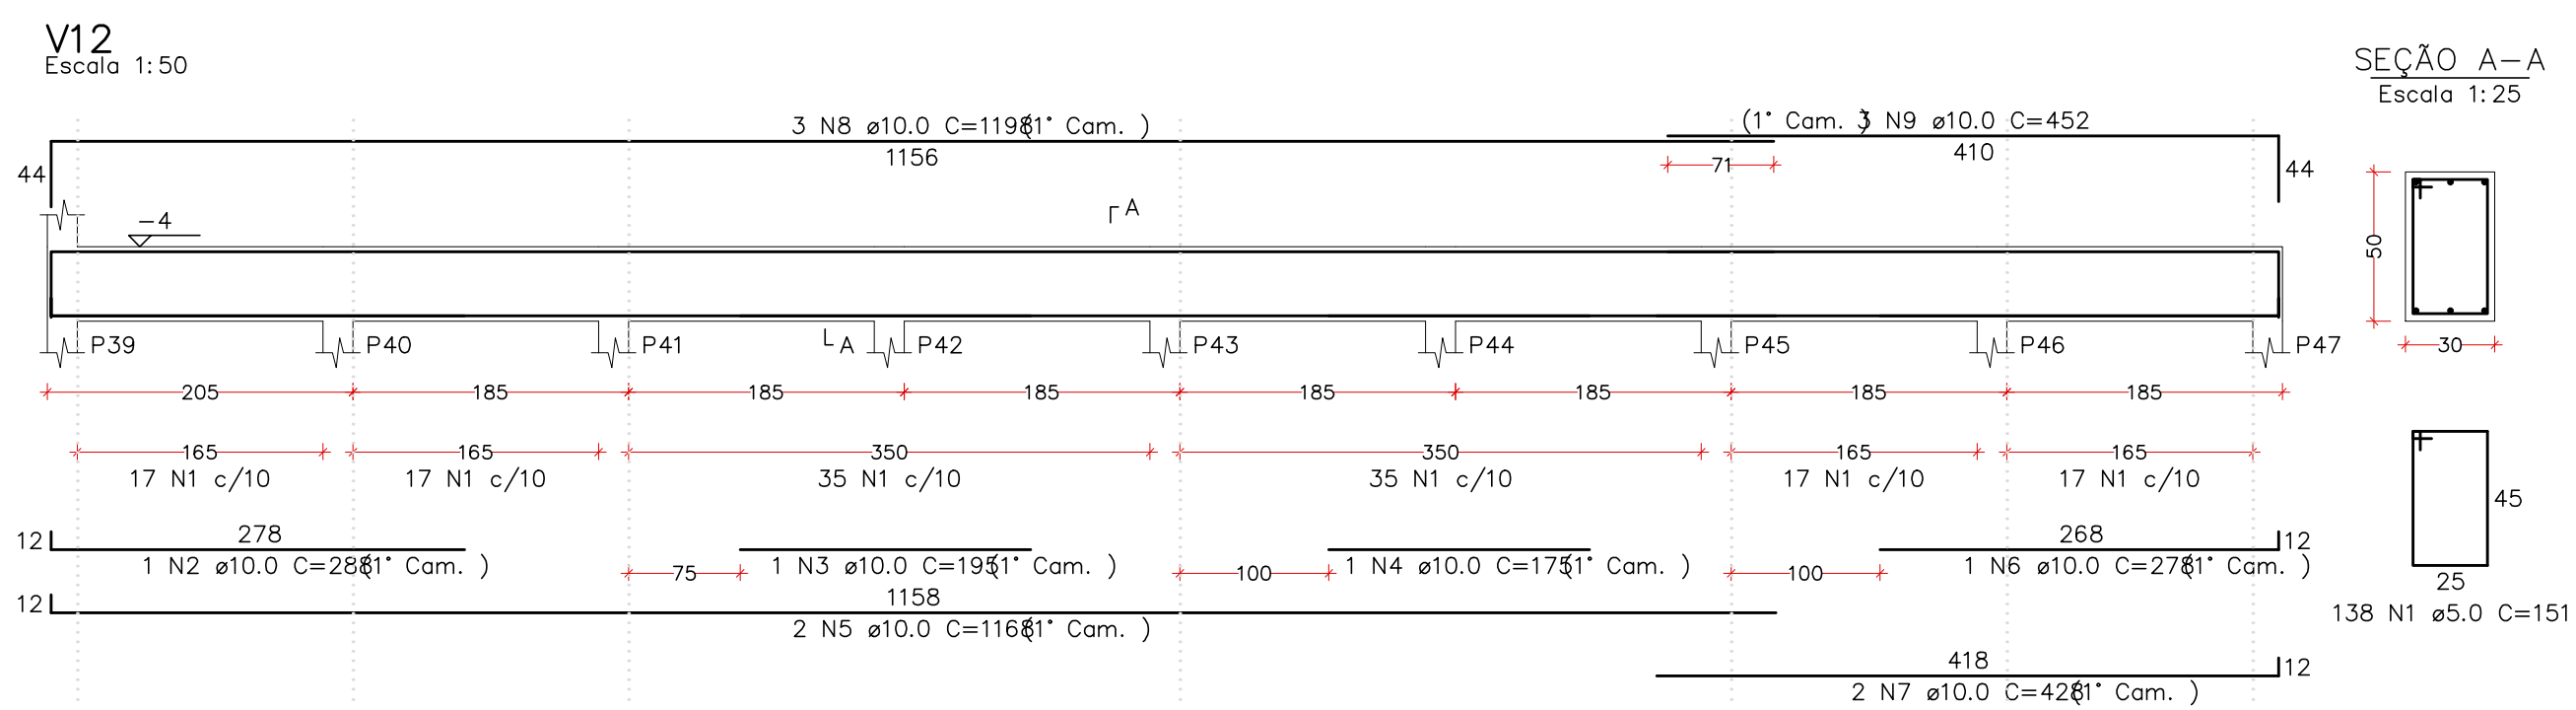 V12
Escala 1:50
SEÇÃO A-A
Escala 1:25
3 N8 ø10.0 C=1198(1° Cam. )
(1° Cam. ) 3 N9 ø10.0 C=452
1156
410
71
44
44
A
-4
50
30
P39
P40
P41
A
P42
P43
P44
P45
P46
P47
205
185
185
185
185
185
185
185
165
165
350
350
165
165
17 N1 c/10
17 N1 c/10
35 N1 c/10
35 N1 c/10
17 N1 c/10
17 N1 c/10
45
25
138 N1 ø5.0 C=151
12
278
268
12
1 N2 ø10.0 C=288(1° Cam. )
75
1 N3 ø10.0 C=195(1° Cam. )
100
1 N4 ø10.0 C=175(1° Cam. )
100
1 N6 ø10.0 C=278(1° Cam. )
12
1158
2 N5 ø10.0 C=1168(1° Cam. )
418
12
2 N7 ø10.0 C=428(1° Cam. )